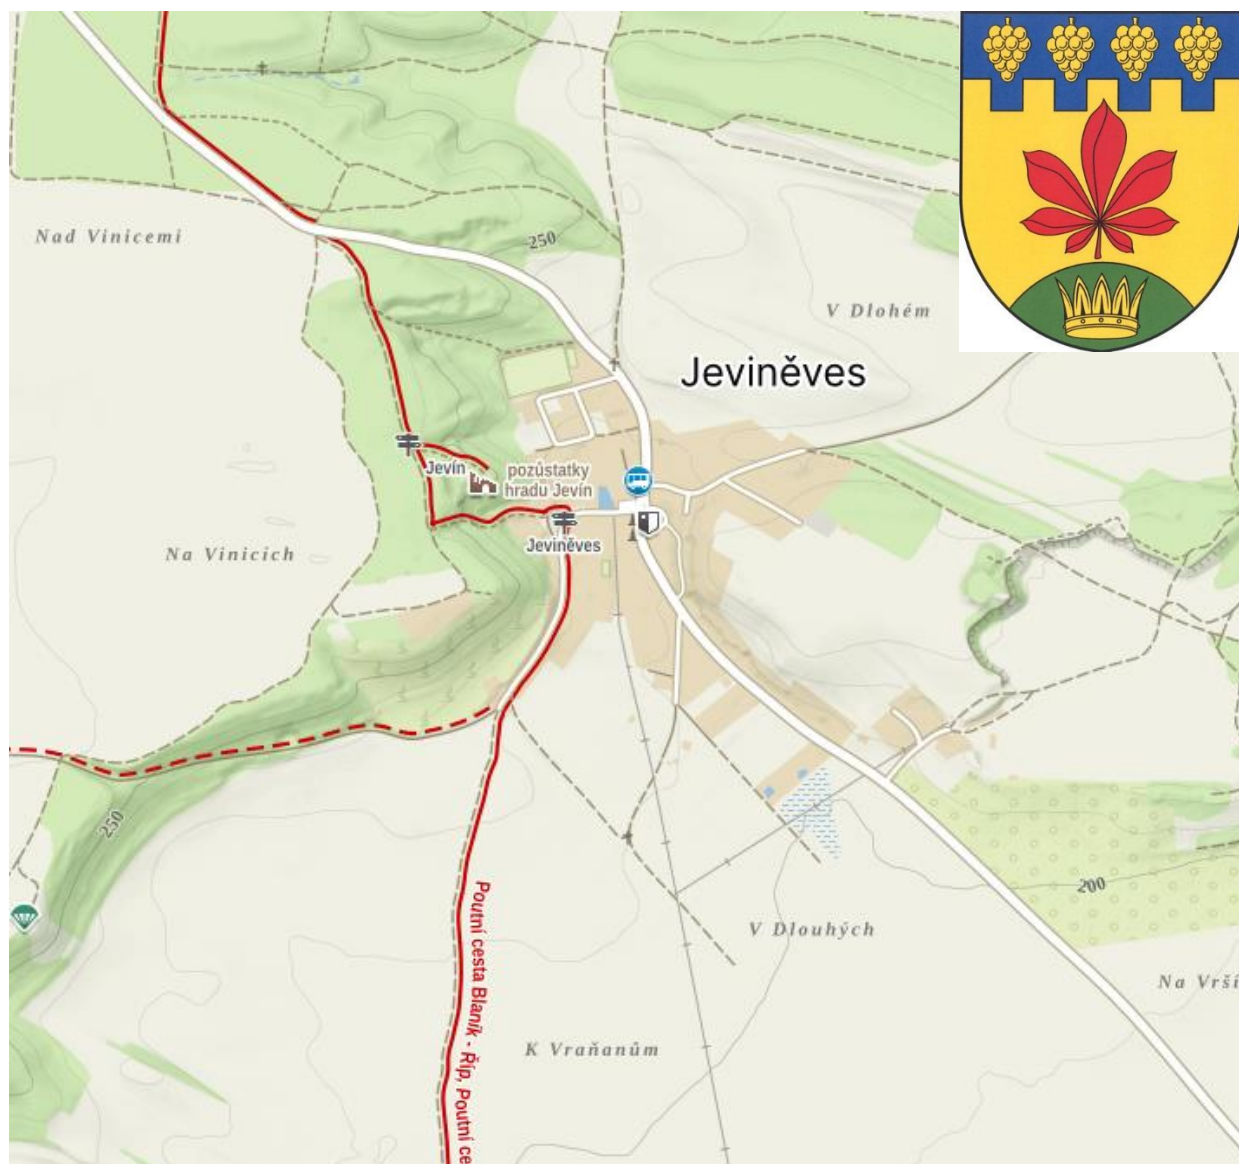 Nad Vinicemi
250
V Dlohém
Jeviněves
Jevín
pozůstatky
hradu Jevín
Na Vinicích
Jeviněves
250
200
Poutní cesta Blaník - Říp, Poutní ce
V Dlouhých
Na Vrší
K Vraňanům